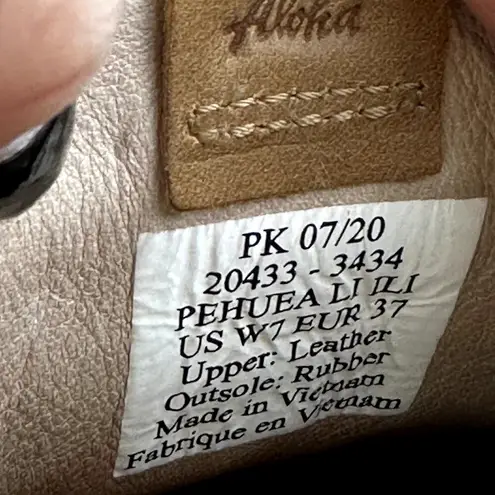 Aloha
PK 07/20
20433 - 3434
PEHUEA LI ILI
US W7 EUR 37
Upper: Leather
Outsole: Rubber
Made in Vietnam
Fabrique en Vietnam